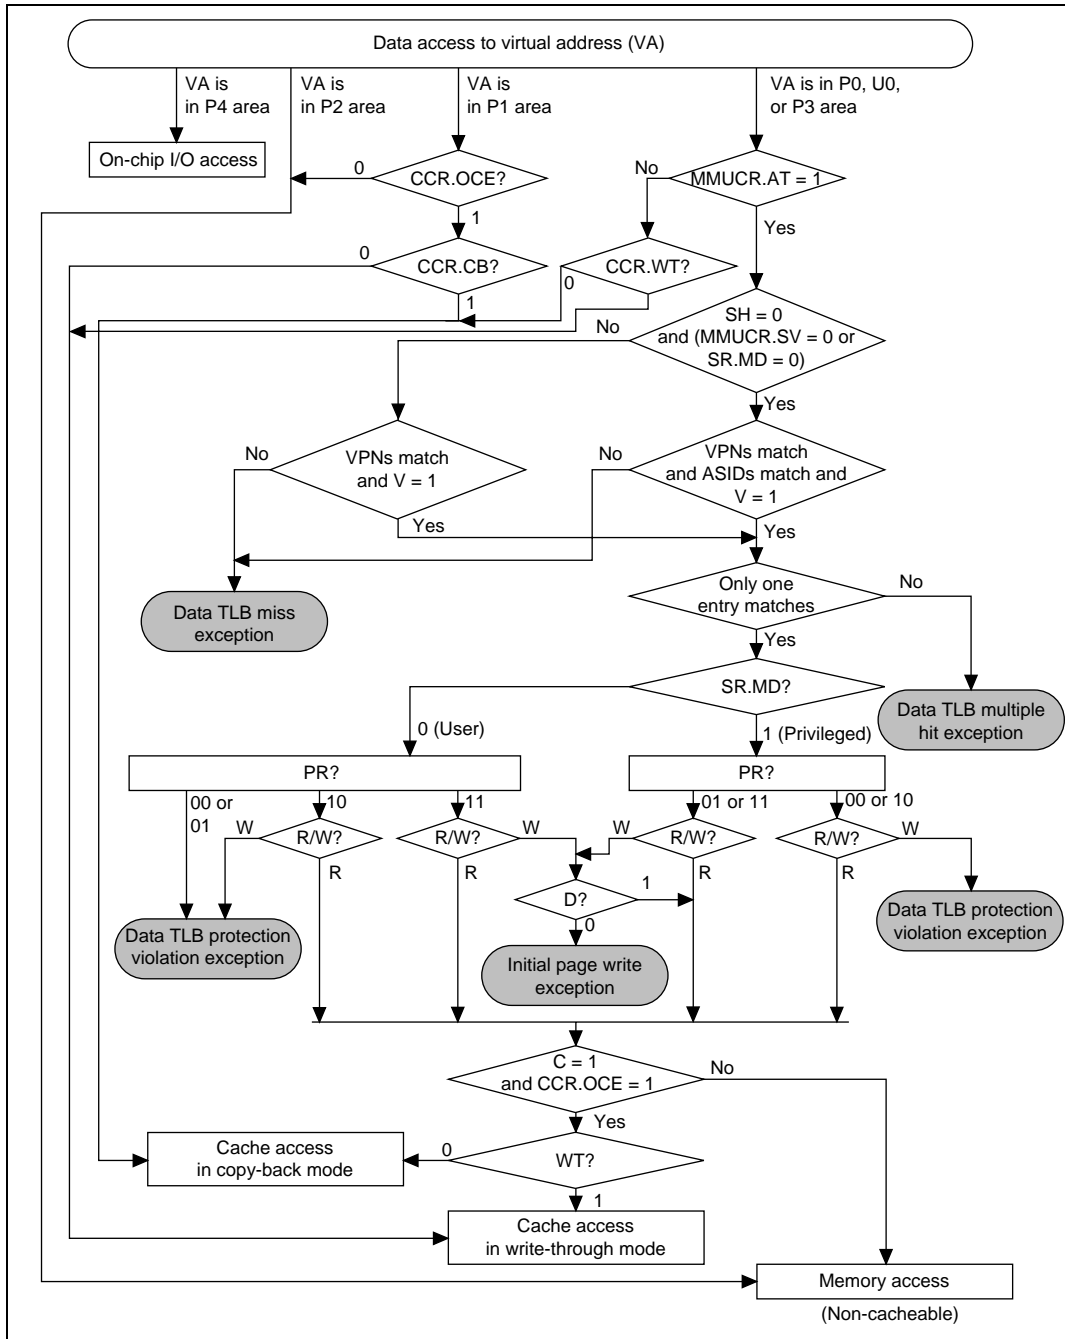 Data access to virtual address (VA)
VA is
in P4 area
VA is
in P2 area
VA is
in P1 area
VA is in P0, U0,
or P3 area
On-chip I/O access
0
CCR.OCE?
No
MMUCR.AT = 1
1
Yes
0
CCR.CB?
CCR.WT?
0
1
SH = 0
and (MMUCR.SV = 0 or
SR.MD = 0)
No
Yes
No
VPNs match
and V = 1
No
VPNs match
and ASIDs match and
V = 1
Yes
Yes
Only one
entry matches
No
Data TLB miss
exception
Yes
SR.MD?
Data TLB multiple
hit exception
0 (User)
1 (Privileged)
PR?
PR?
00 or
01
10
11
01 or 11
00 or 10
W
R/W?
R/W?
W
W
R/W?
R/W?
W
R
R
R
R
D?
1
0
Data TLB protection
violation exception
Initial page write
exception
Data TLB protection
violation exception
C = 1
and CCR.OCE = 1
No
Yes
Cache access
in copy-back mode
0
WT?
1
Cache access
in write-through mode
Memory access
(Non-cacheable)